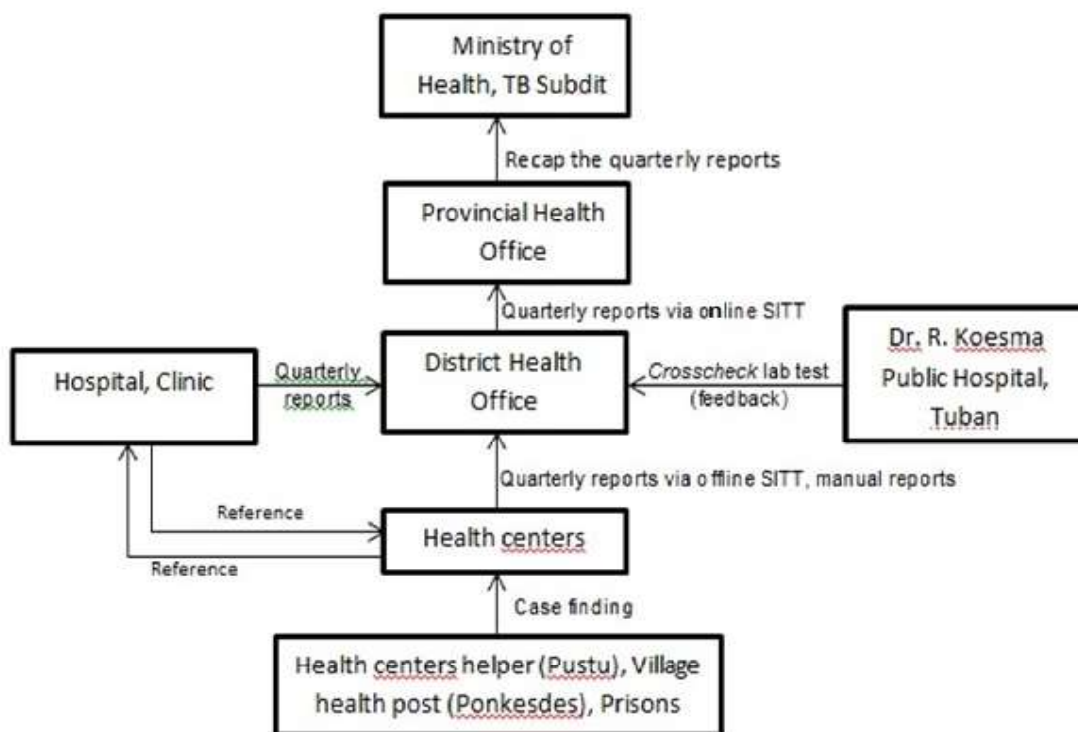 Ministry of
Health, TB Subdit
Recap the quarterly reports
Provincial Health
Office
Quarterly reports via online SITT
Hospital, Clinic
Quarterly
reports
District Health
Office
Crosscheck lab test
(feedback)
Dr. R. Koesma
Public Hospital,
Tuban
Quarterly reports via offline SITT, manual reports
Reference
Reference
Health centers
Case finding
Health centers helper (Pustu), Village
health post (Ponkesdes), Prisons